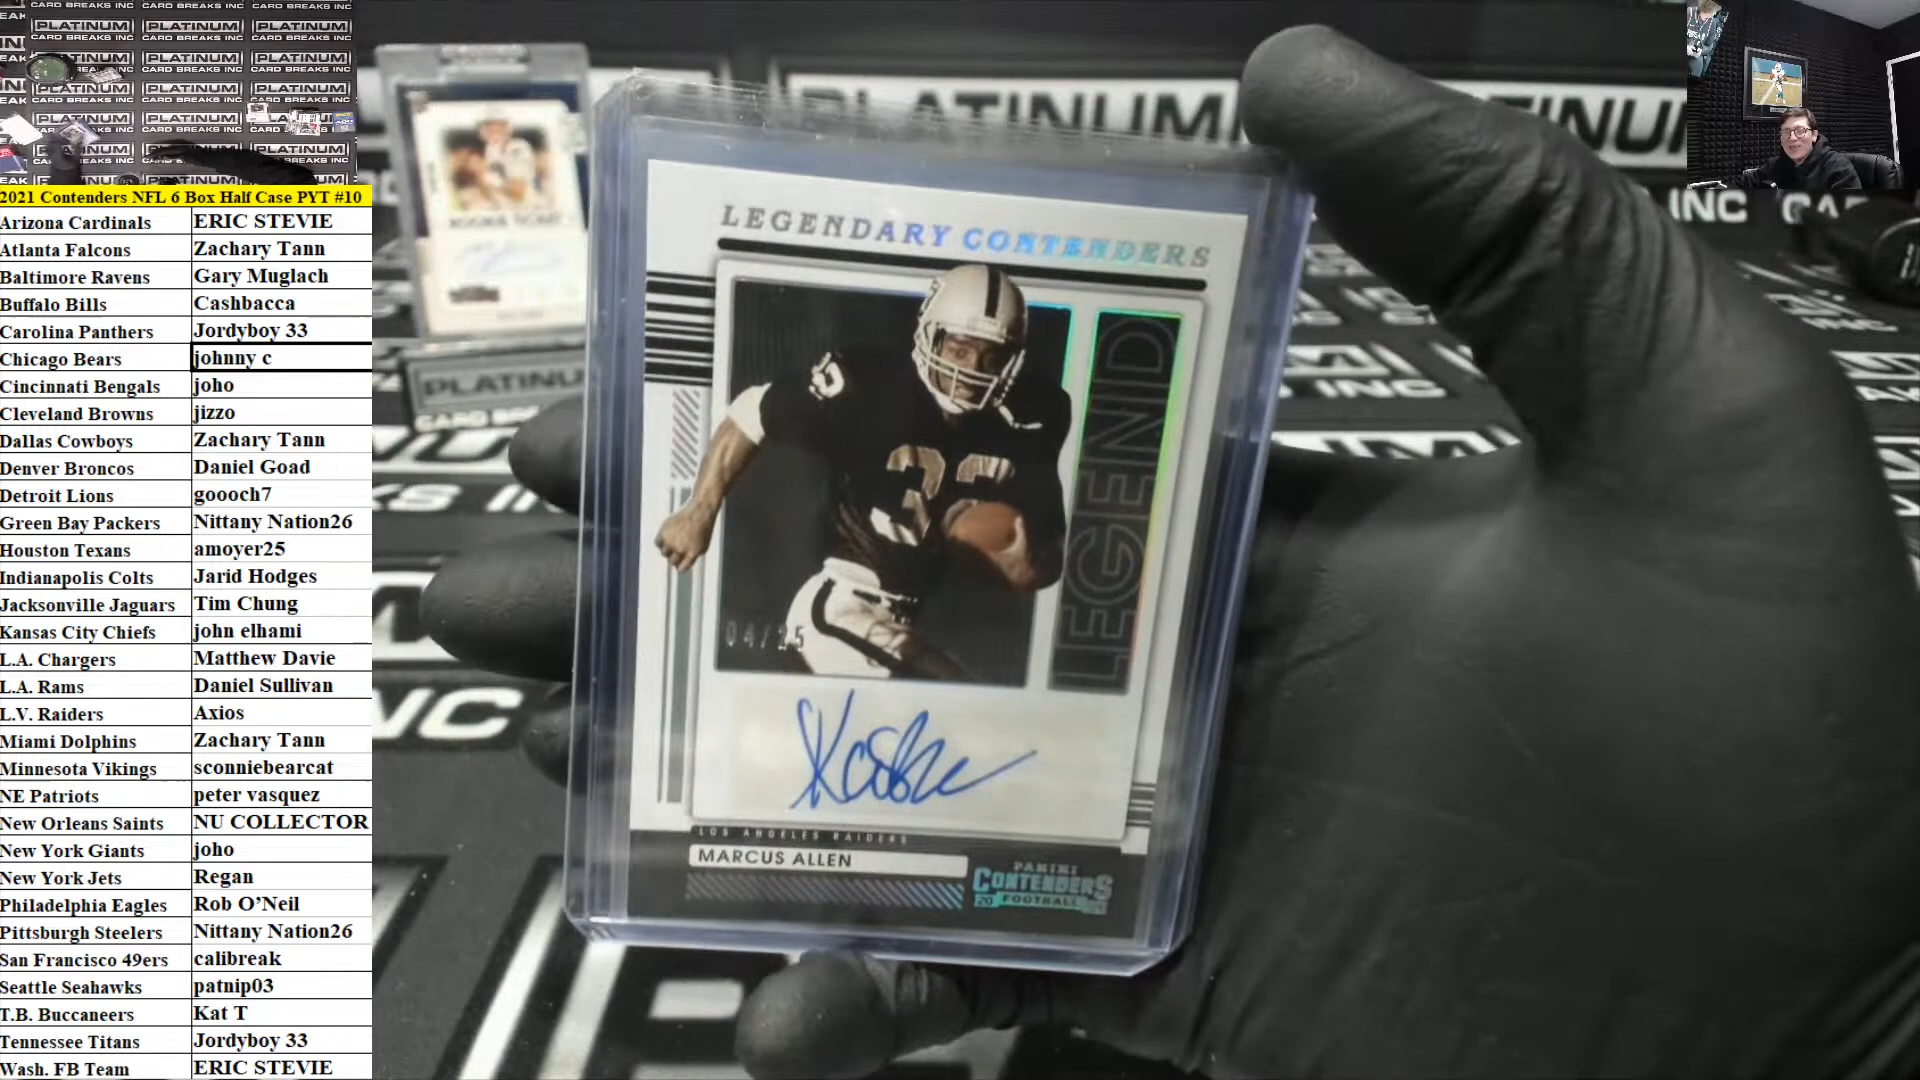 2021 Contenders NFL 6 Box Half Case PYT #10
Arizona Cardinals ERIC STEVIE
Atlanta Falcons Zachary Tann
Baltimore Ravens Gary Muglach
Buffalo Bills Cashbacca
Carolina Panthers Jordyboy 33
Chicago Bears johnny c
Cincinnati Bengals joho
Cleveland Browns jizzo
Dallas Cowboys Zachary Tann
Denver Broncos Daniel Goad
Detroit Lions goooch7
Green Bay Packers Nittany Nation26
Houston Texans amoyer25
Indianapolis Colts Jarid Hodges
Jacksonville Jaguars Tim Chung
Kansas City Chiefs john elhami
L.A. Chargers Matthew Davie
L.A. Rams Daniel Sullivan
L.V. Raiders Axios
Miami Dolphins Zachary Tann
Minnesota Vikings sconniebearcat
NE Patriots peter vasquez
New Orleans Saints NU COLLECTOR
New York Giants joho
New York Jets Regan
Philadelphia Eagles Rob O’Neil
Pittsburgh Steelers Nittany Nation26
San Francisco 49ers calibreak
Seattle Seahawks patnip03
T.B. Buccaneers Kat T
Tennessee Titans Jordyboy 33
Wash. FB Team ERIC STEVIE
PLATINUM
CARD BREAKS INC
LEGENDARY CONTENDERS
LEGEND
32
04/25
LOS ANGELES RAIDERS
MARCUS ALLEN
PANINI
CONTENDERS
FOOTBALL